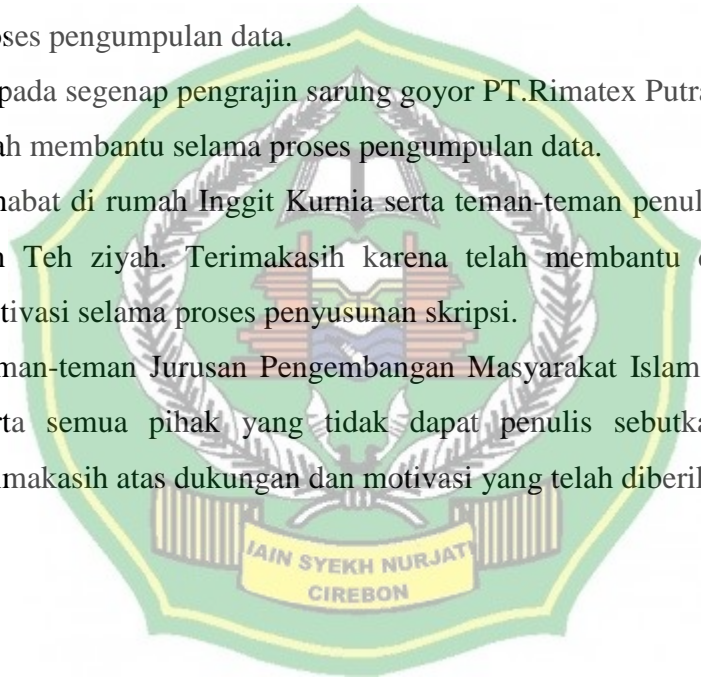 oses pengumpulan data.
pada segenap pengrajin sarung goyor PT.Rimatex Putra
ah membantu selama proses pengumpulan data.
habat di rumah Inggit Kurnia serta teman-teman penul
n Teh ziyah. Terimakasih karena telah membantu
tivasi selama proses penyusunan skripsi.
man-teman Jurusan Pengembangan Masyarakat Islam
rta semua pihak yang tidak dapat penulis sebutka
imakasih atas dukungan dan motivasi yang telah diberi
IAIN SYEKH NURJATI
CIREBON